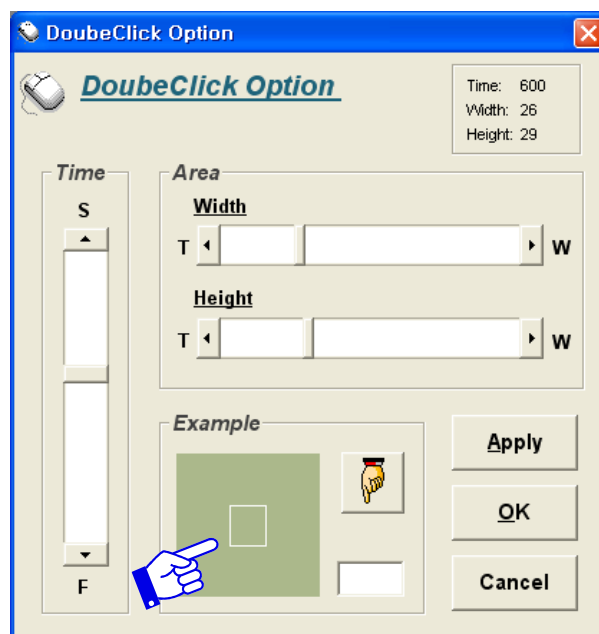 DoubeClick Option
DoubeClick Option
Time: 600
Width: 26
Height: 29
Time
S
F
Area
Width
T W
Height
T W
Example
Apply
OK
Cancel